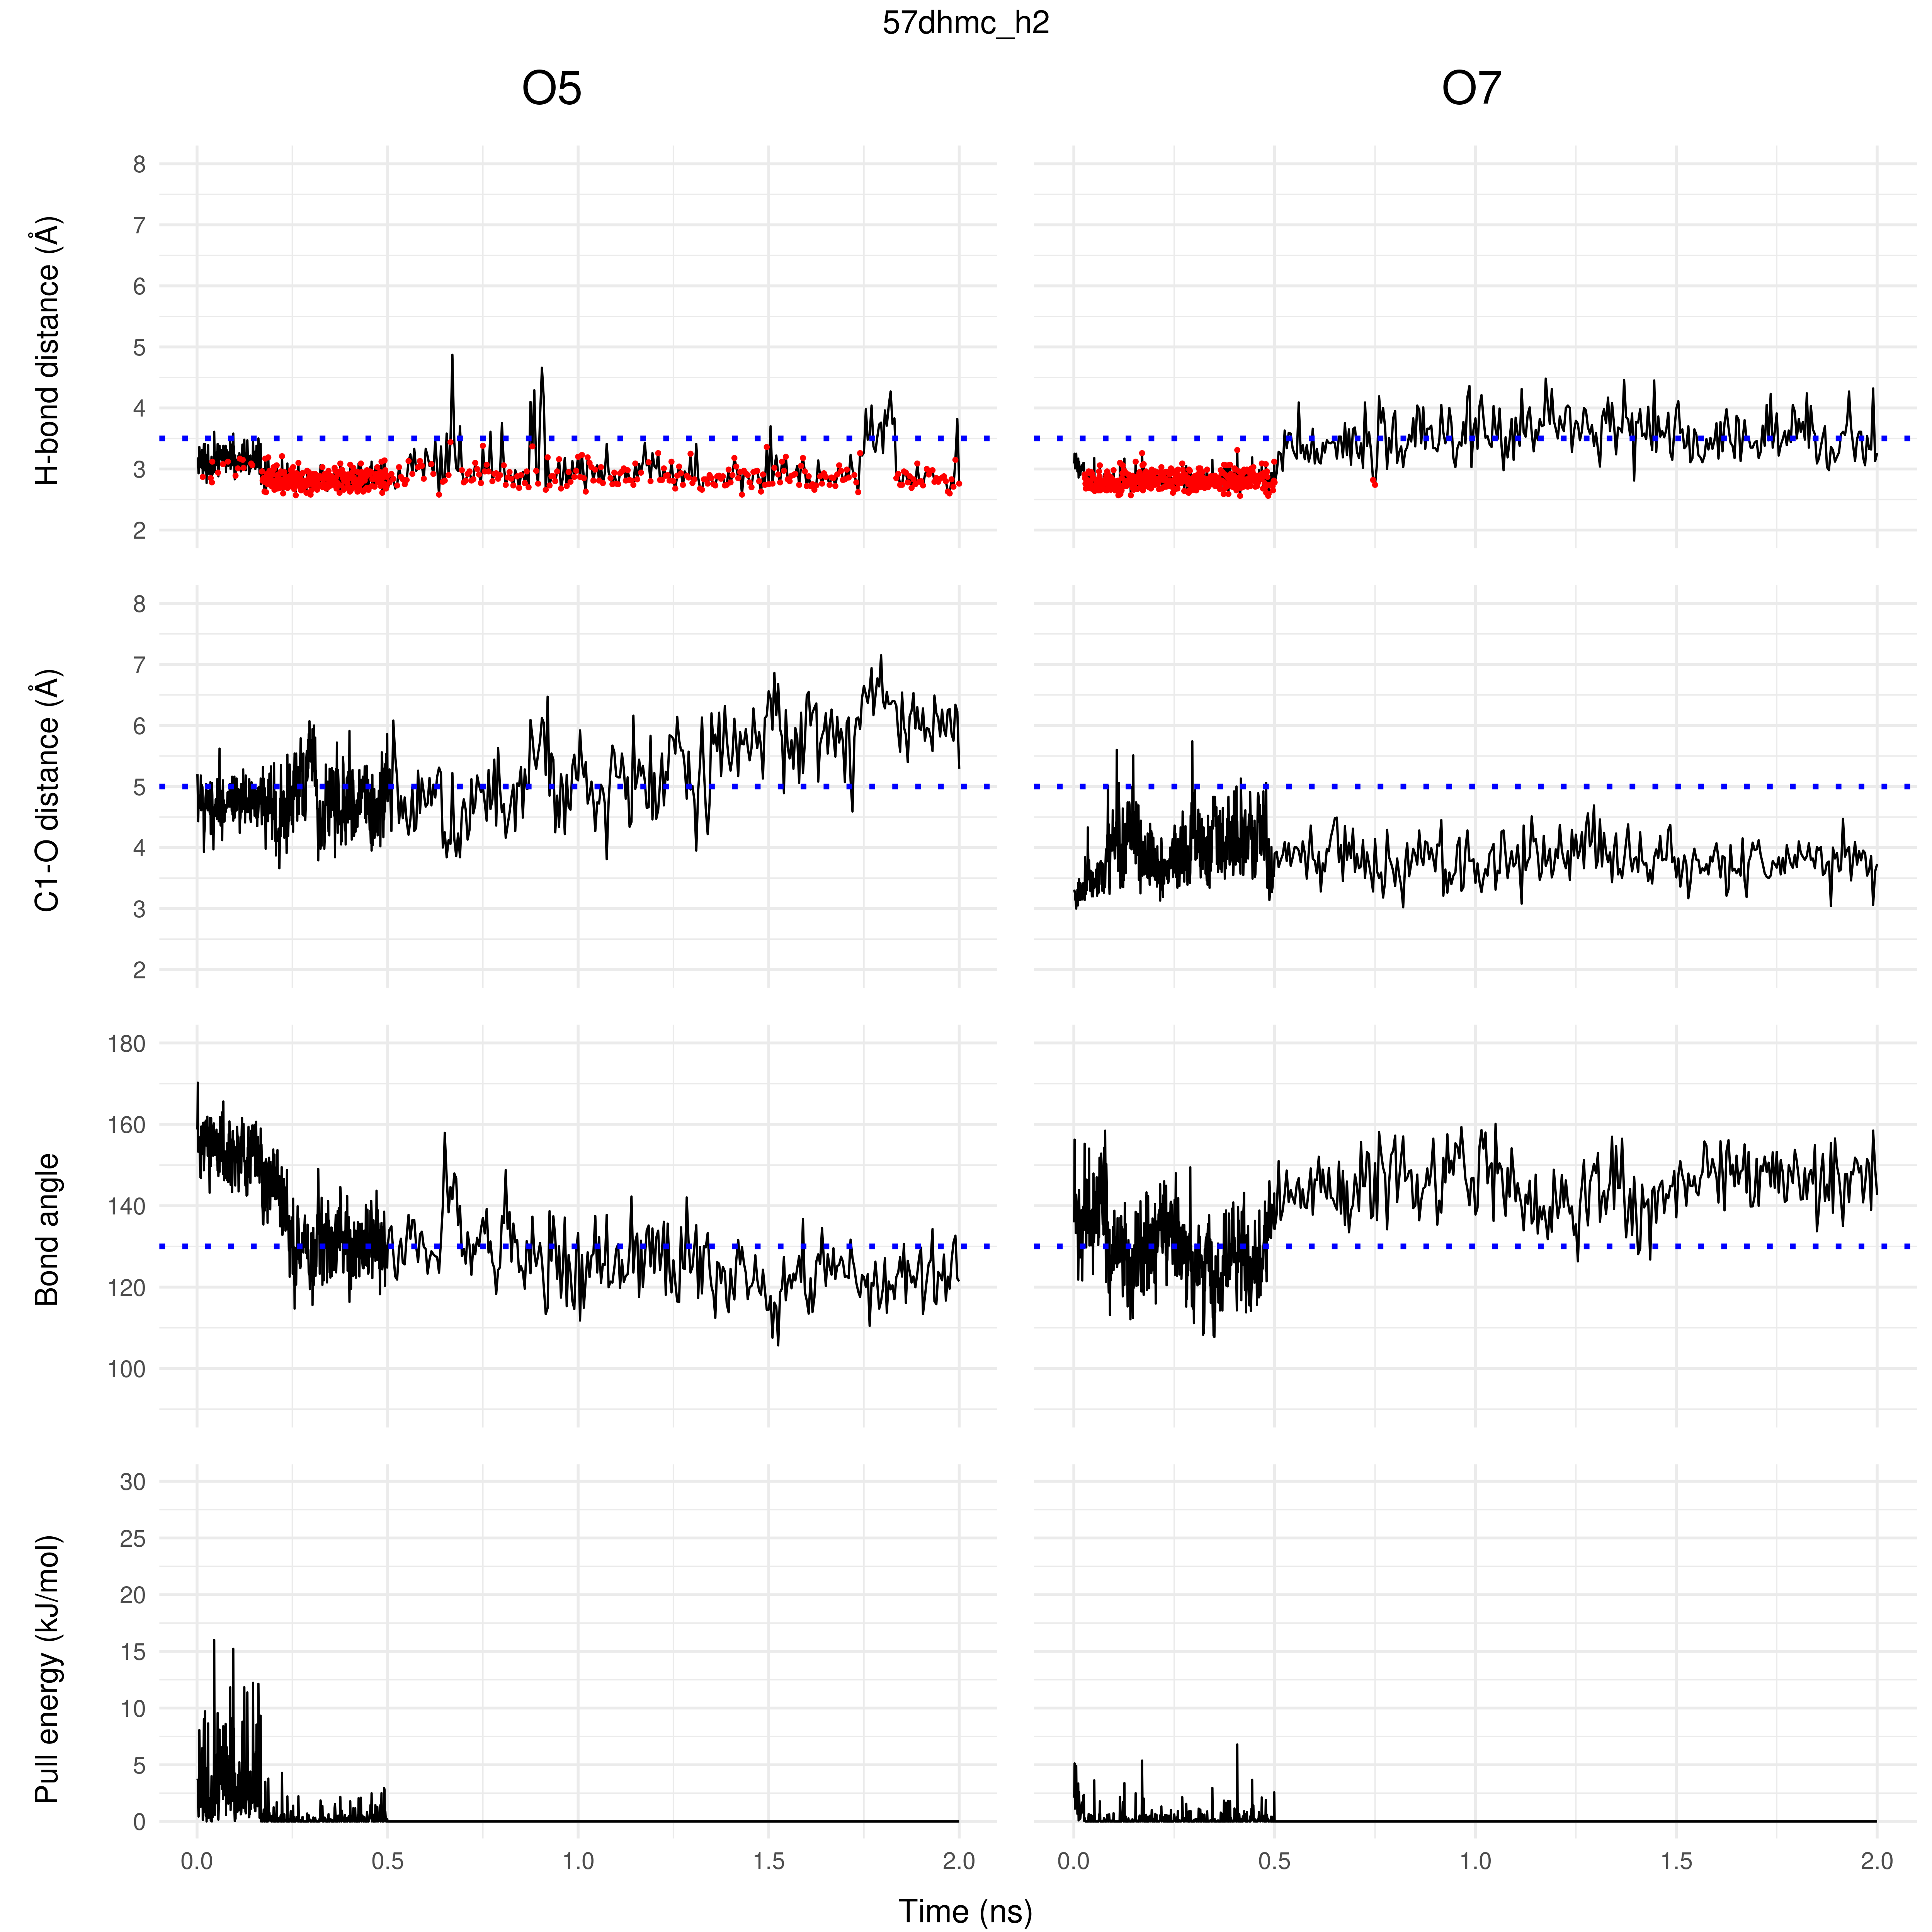 57dhmc_h2
O5
O7
H-bond distance (Å)
8
7
6
5
4
3
2
C1-O distance (Å)
8
7
6
5
4
3
2
Bond angle
180
160
140
120
100
Pull energy (kJ/mol)
30
25
20
15
10
5
0
0.0 0.5 1.0 1.5 2.0
0.0 0.5 1.0 1.5 2.0
Time (ns)